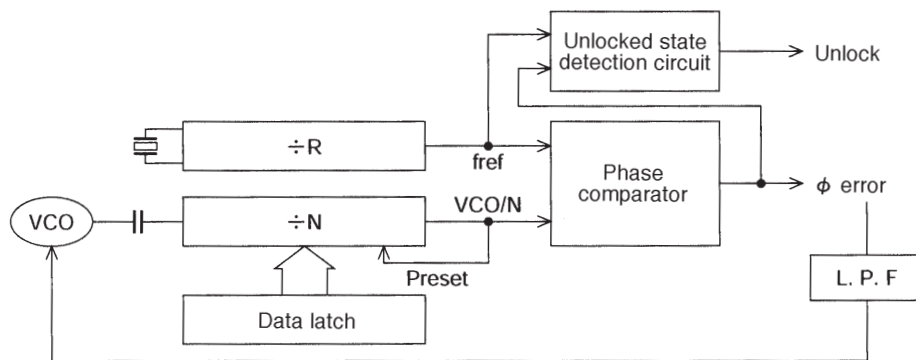 Unlocked state
detection circuit
Unlock
÷R
fref
Phase
comparator
ϕ error
VCO
÷N
VCO/N
Preset
Data latch
L. P. F